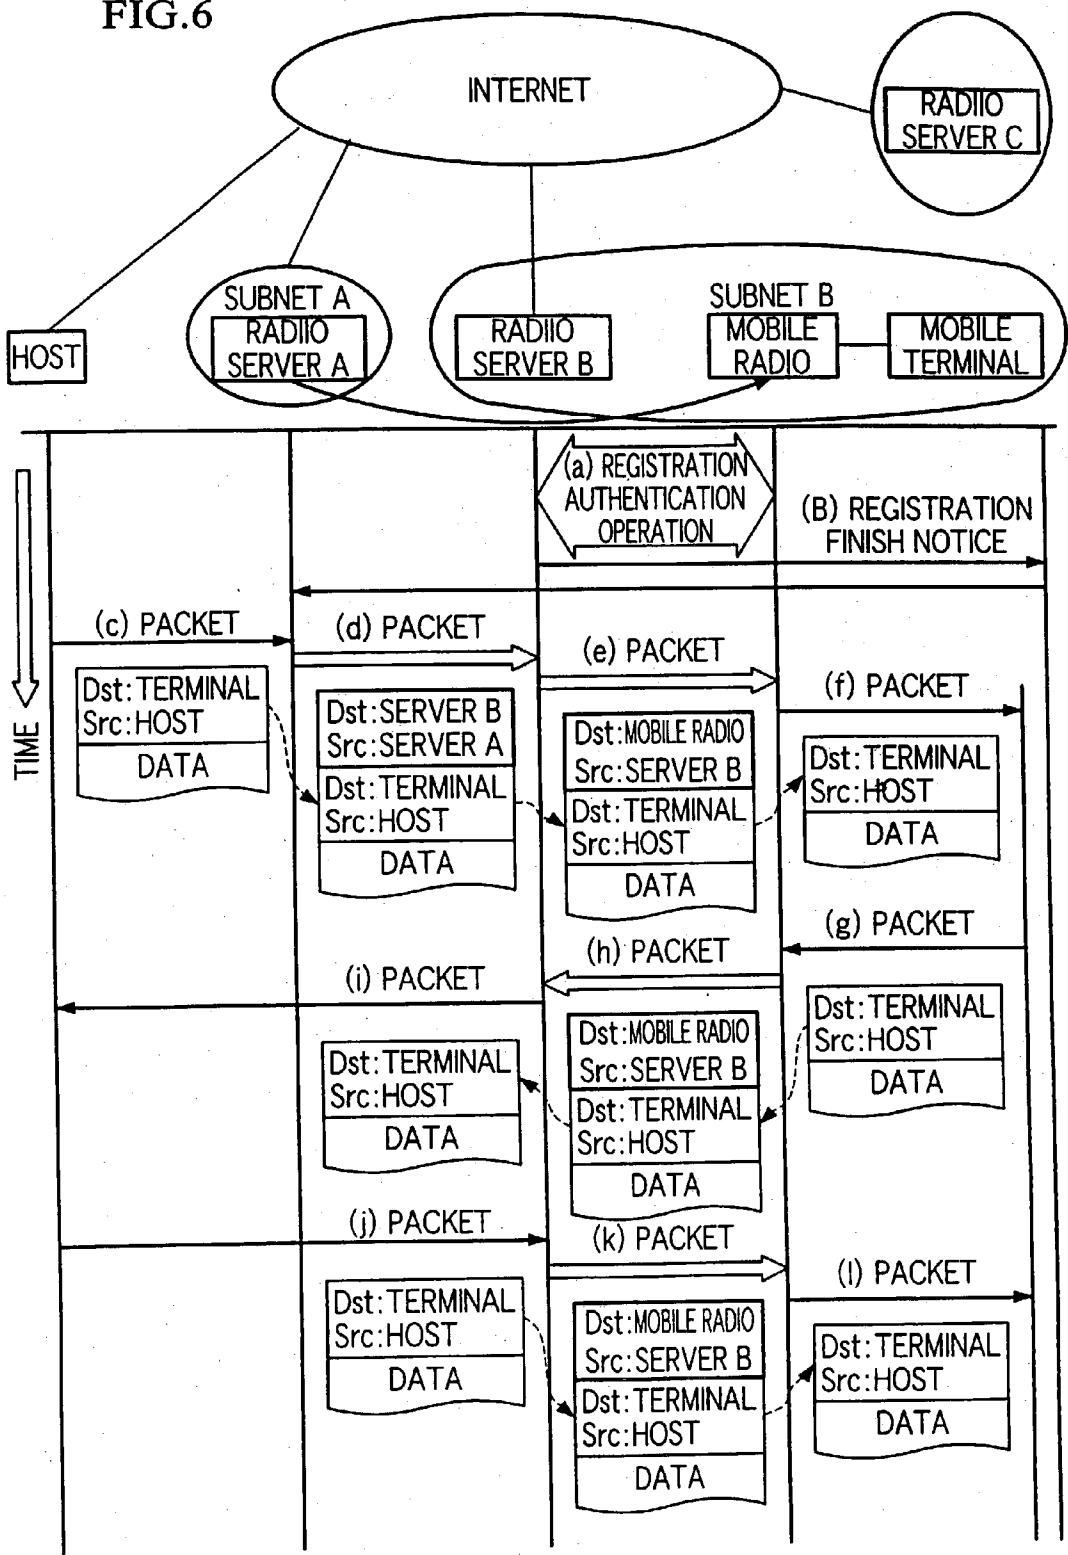 FIG.6
INTERNET
RADIIO
SERVER C
SUBNET A
RADIIO
SERVER A
SUBNET B
RADIIO
SERVER B
MOBILE
RADIO
MOBILE
TERMINAL
HOST
TIME
(a) REGISTRATION
AUTHENTICATION
OPERATION
(B) REGISTRATION
FINISH NOTICE
(c) PACKET
(d) PACKET
(e) PACKET
(f) PACKET
Dst:TERMINAL
Src:HOST
DATA
Dst:SERVER B
Src:SERVER A
Dst:TERMINAL
Src:HOST
DATA
Dst:MOBILE RADIO
Src:SERVER B
Dst:TERMINAL
Src:HOST
DATA
Dst:TERMINAL
Src:HOST
DATA
(g) PACKET
(h) PACKET
(i) PACKET
Dst:TERMINAL
Src:HOST
DATA
Dst:MOBILE RADIO
Src:SERVER B
Dst:TERMINAL
Src:HOST
DATA
Dst:TERMINAL
Src:HOST
DATA
(j) PACKET
(k) PACKET
(l) PACKET
Dst:TERMINAL
Src:HOST
DATA
Dst:MOBILE RADIO
Src:SERVER B
Dst:TERMINAL
Src:HOST
DATA
Dst:TERMINAL
Src:HOST
DATA